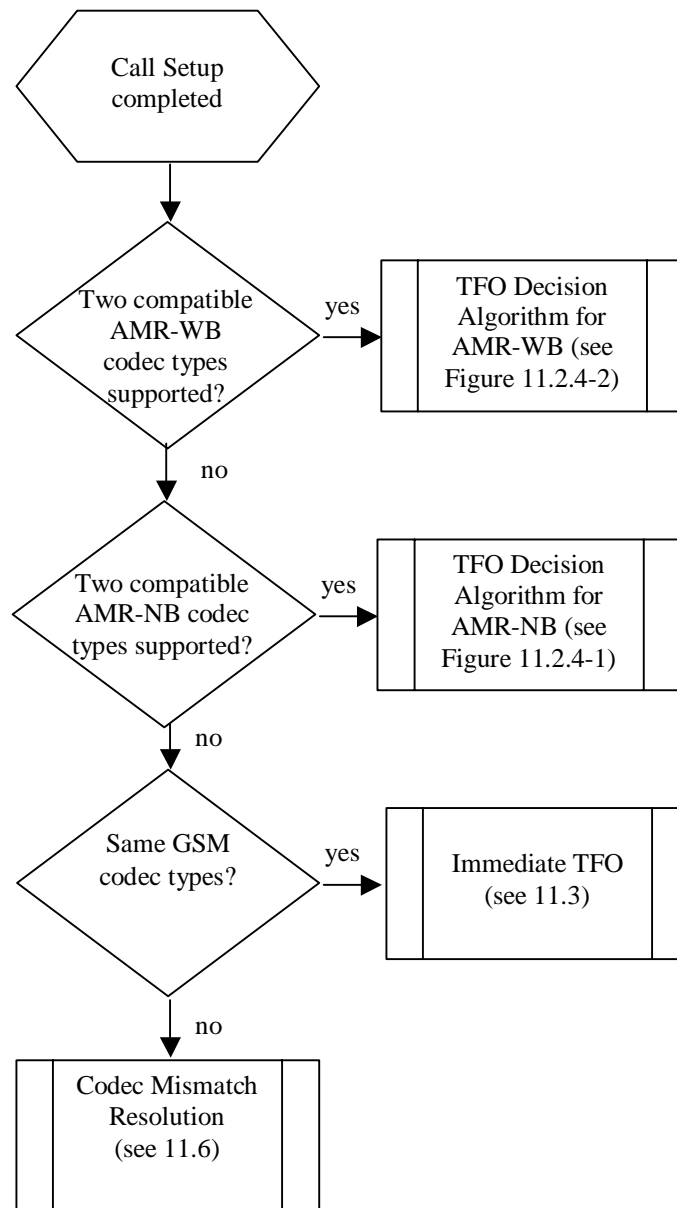 Call Setup
completed
Two compatible
AMR-WB
codec types
supported?
yes
TFO Decision
Algorithm for
AMR-WB (see
Figure 11.2.4-2)
no
Two compatible
AMR-NB codec
types supported?
yes
TFO Decision
Algorithm for
AMR-NB (see
Figure 11.2.4-1)
no
Same GSM
codec types?
yes
Immediate TFO
(see 11.3)
no
Codec Mismatch
Resolution
(see 11.6)